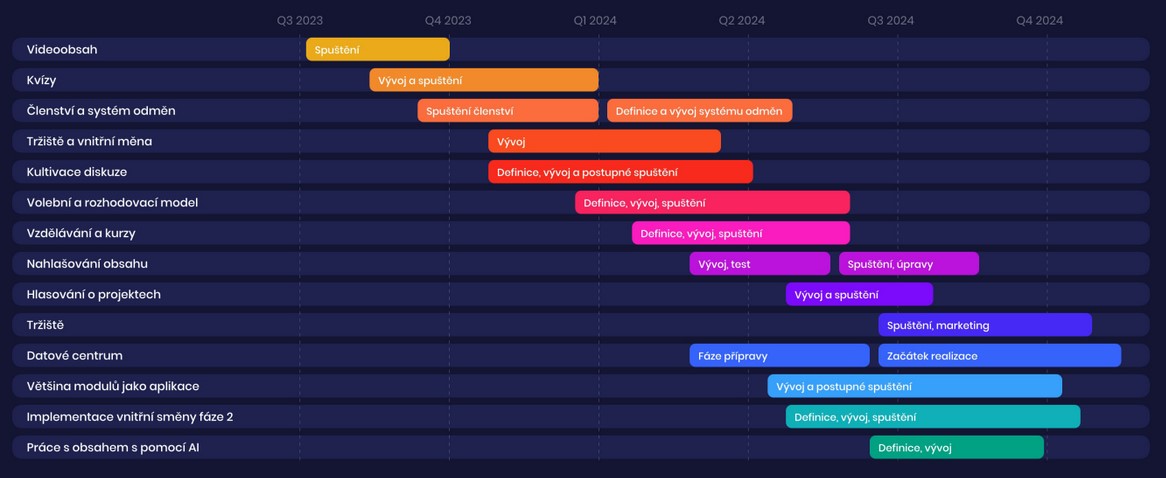 Q3 2023 Q4 2023 Q1 2024 Q2 2024 Q3 2024 Q4 2024
Videoobsah Spuštění
Kvízy Vývoj a spuštění
Členství a systém odměn Spuštění členství Definice a vývoj systému odměn
Tržiště a vnitřní měna Vývoj
Kultivace diskuze Definice, vývoj a postupné spuštění
Volební a rozhodovací model Definice, vývoj, spuštění
Vzdělávání a kurzy Definice, vývoj, spuštění
Nahlašování obsahu Vývoj, test Spuštění, úpravy
Hlasování o projektech Vývoj a spuštění
Tržiště Spuštění, marketing
Datové centrum Fáze přípravy Začátek realizace
Většina modulů jako aplikace Vývoj a postupné spuštění
Implementace vnitřní směny fáze 2 Definice, vývoj, spuštění
Práce s obsahem s pomocí AI Definice, vývoj